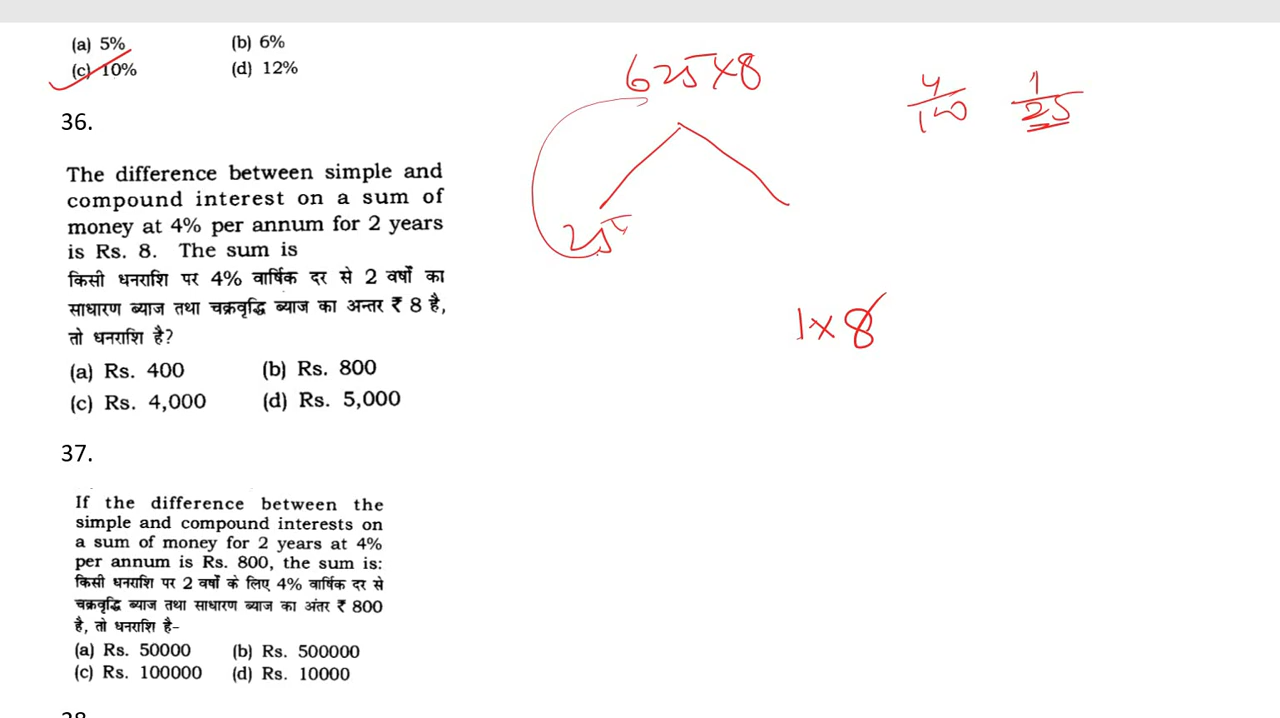 (a) 5% (b) 6%
(c) 10% (d) 12%
36.
The difference between simple and
compound interest on a sum of
money at 4% per annum for 2 years
is Rs. 8. The sum is
किसी धनराशि पर 4% वार्षिक दर से 2 वर्षों का
साधारण ब्याज तथा चक्रवृद्धि ब्याज का अन्तर ₹ 8 है,
तो धनराशि है?
(a) Rs. 400 (b) Rs. 800
(c) Rs. 4,000 (d) Rs. 5,000
37.
If the difference between the
simple and compound interests on
a sum of money for 2 years at 4%
per annum is Rs. 800, the sum is:
किसी धनराशि पर 2 वर्षों के लिए 4% वार्षिक दर से
चक्रवृद्धि ब्याज तथा साधारण ब्याज का अंतर ₹ 800
है, तो धनराशि है–
(a) Rs. 50000 (b) Rs. 500000
(c) Rs. 100000 (d) Rs. 10000
625×8
4/100 1/25
25
1×8